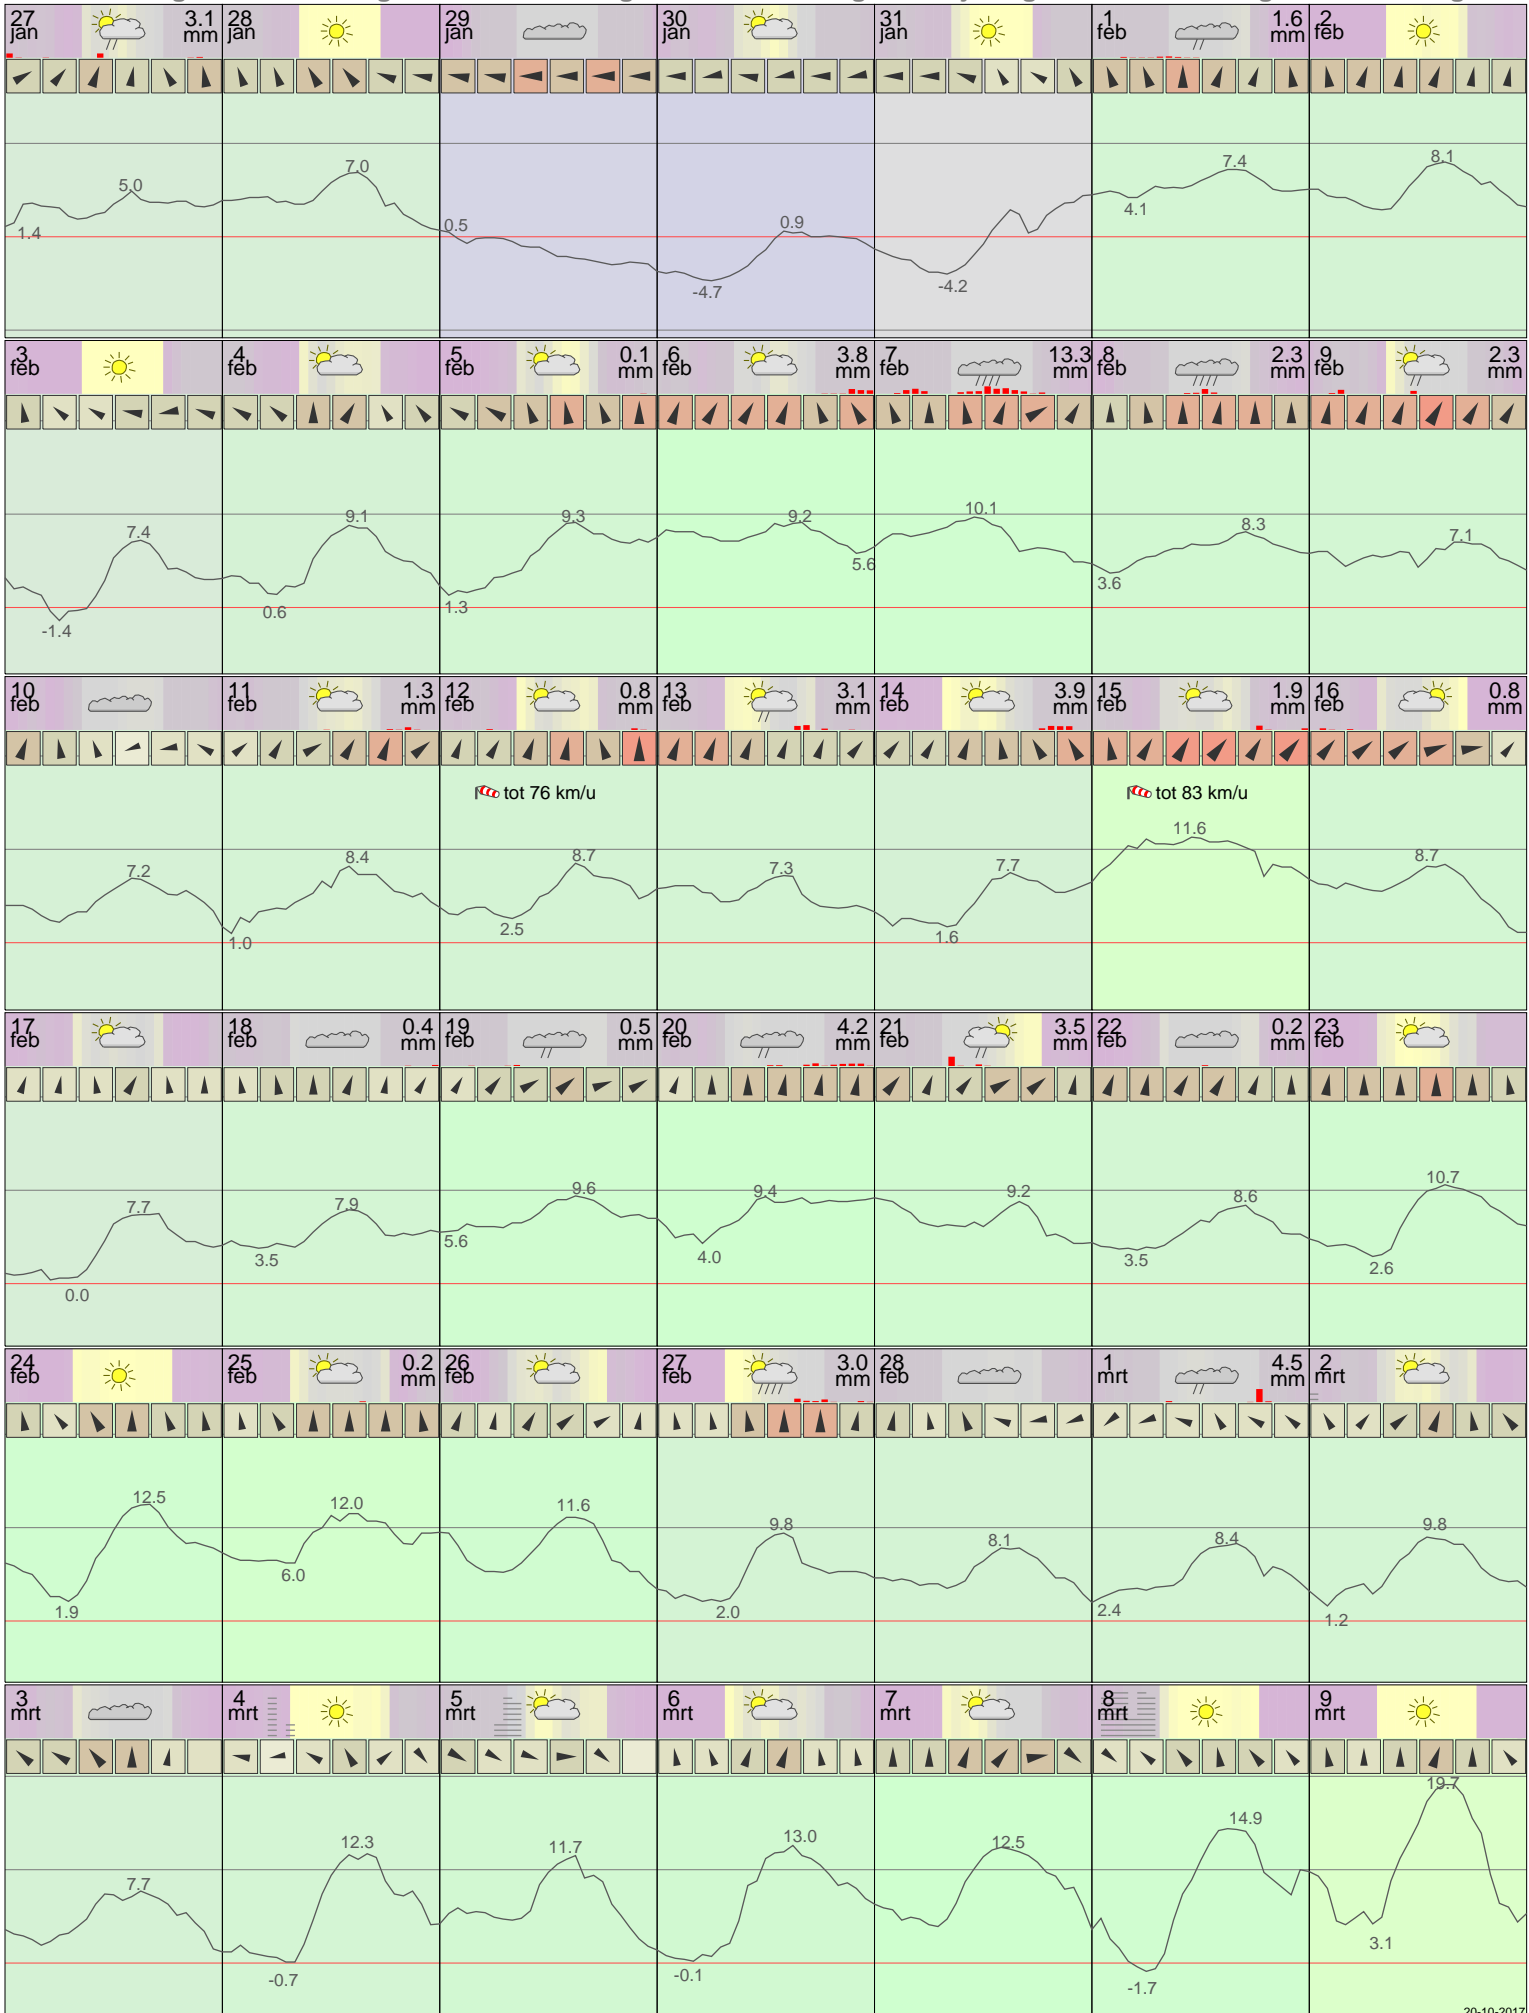 27 jan 3.1 mm 28 jan 29 jan 30 jan 31 jan 1 feb 1.6 mm 2 feb
5.0 7.0 0.5 0.9 7.4 8.1
1.4 -4.7 -4.2 4.1
3 feb 4 feb 5 feb 0.1 mm 6 feb 3.8 mm 7 feb 13.3 mm 8 feb 2.3 mm 9 feb 2.3 mm
7.4 9.1 9.3 9.2 10.1 8.3 7.1
-1.4 0.6 1.3 5.6 3.6
10 feb 11 feb 1.3 mm 12 feb 0.8 mm 13 feb 3.1 mm 14 feb 3.9 mm 15 feb 1.9 mm 16 feb 0.8 mm
tot 76 km/u tot 83 km/u
7.2 8.4 8.7 7.3 7.7 11.6 8.7
1.0 2.5 1.6
17 feb 18 feb 0.4 mm 19 feb 0.5 mm 20 feb 4.2 mm 21 feb 3.5 mm 22 feb 0.2 mm 23 feb
7.7 7.9 9.6 9.4 9.2 8.6 10.7
0.0 3.5 5.6 4.0 3.5 2.6
24 feb 25 feb 0.2 mm 26 feb 27 feb 3.0 mm 28 feb 1 mrt 4.5 mm 2 mrt
12.5 12.0 11.6 9.8 8.1 8.4 9.8
1.9 6.0 2.0 2.4 1.2
3 mrt 4 mrt 5 mrt 6 mrt 7 mrt 8 mrt 9 mrt
7.7 12.3 11.7 13.0 12.5 14.9 19.7
-0.7 -0.1 -1.7 3.1
20-10-2017